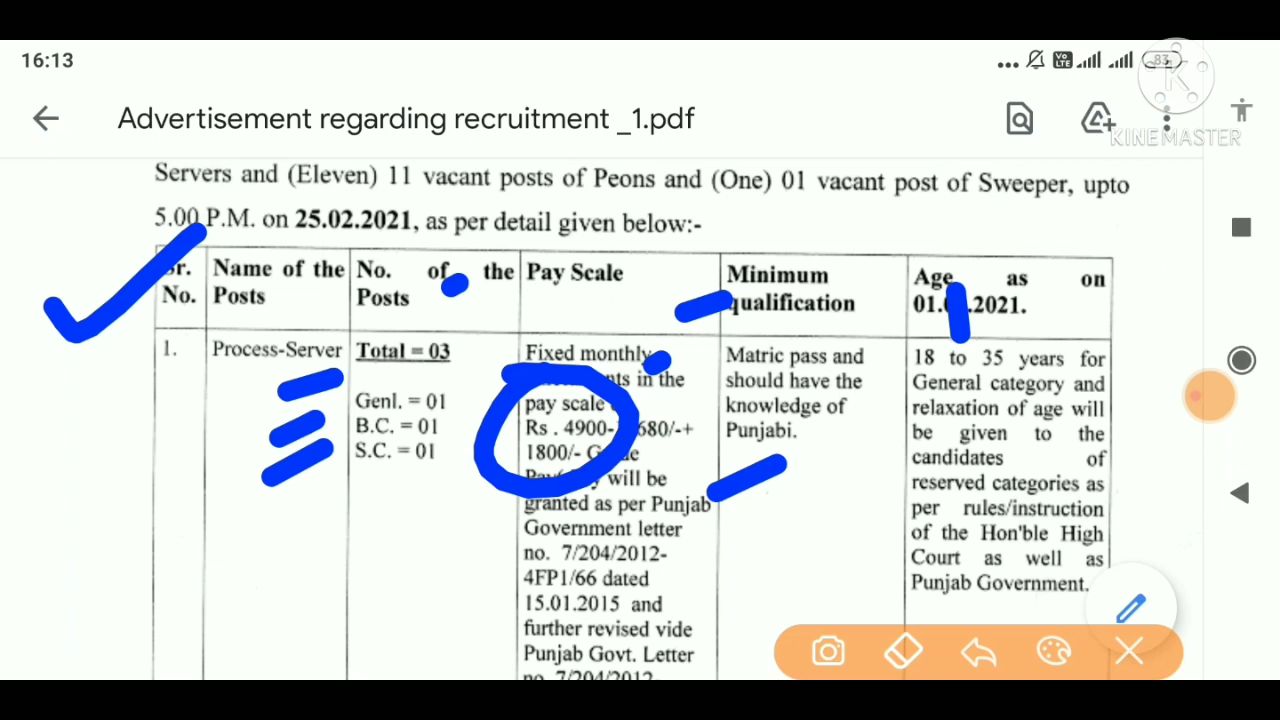 16:13
83
Advertisement regarding recruitment _1.pdf
KINEMASTER
Servers and (Eleven) 11 vacant posts of Peons and (One) 01 vacant post of Sweeper, upto
5.00 P.M. on 25.02.2021, as per detail given below:-
Sr. No.
Name of the Posts
No. of the Posts
Pay Scale
Minimum qualification
Age as on 01. .2021.
1.
Process-Server
Total = 03
Genl. = 01
B.C. = 01
S.C. = 01
Fixed monthly
in the
pay scale
Rs . 4900- 680/-+
1800/-
will be
granted as per Punjab
Government letter
no. 7/204/2012-
4FP1/66 dated
15.01.2015 and
further revised vide
Punjab Govt. Letter
no. 7/204/2012-
Matric pass and
should have the
knowledge of
Punjabi.
18 to 35 years for
General category and
relaxation of age will
be given to the
candidates of
reserved categories as
per rules/instruction
of the Hon'ble High
Court as well as
Punjab Government.